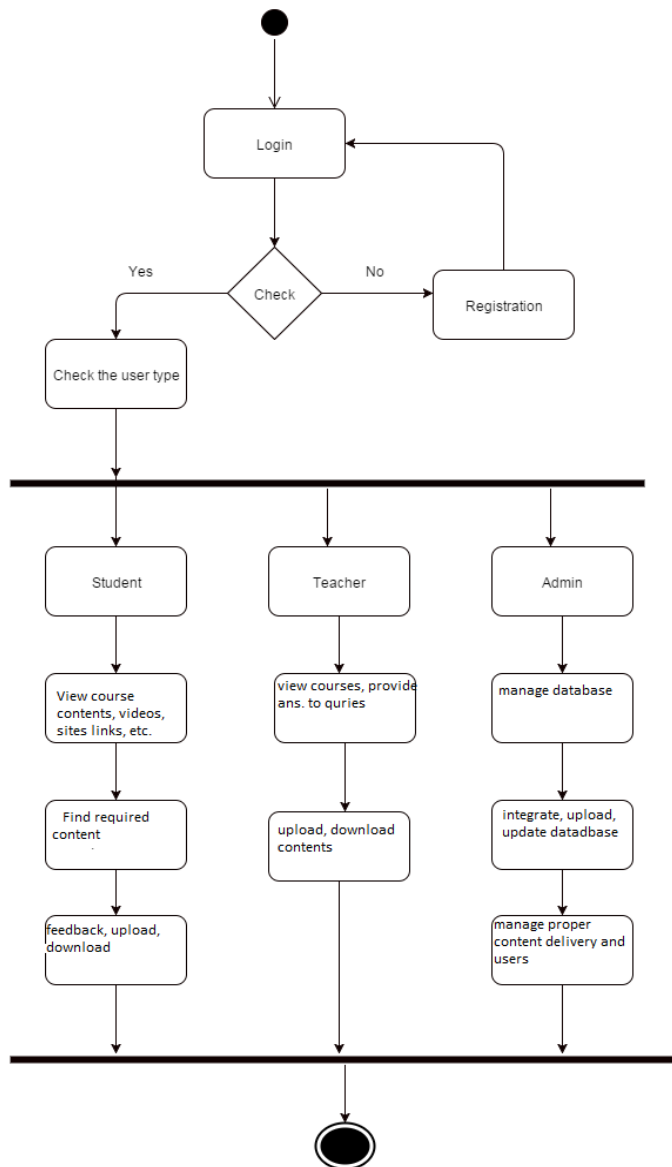 Login
Yes
No
Check
Registration
Check the user type
Student
Teacher
Admin
View course
contents, videos,
sites links, etc.
view courses, provide
ans. to quries
manage database
Find required
content
upload, download
contents
integrate, upload,
update datadbase
feedback, upload,
download
manage proper
content delivery and
users